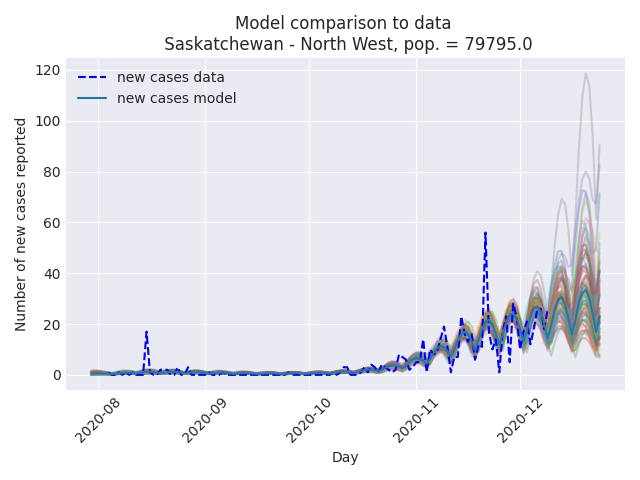 Model comparison to data
Saskatchewan - North West, pop. = 79795.0
120
100
80
60
40
20
0
Number of new cases reported
new cases data
new cases model
2020-08
2020-09
2020-10
2020-11
2020-12
Day